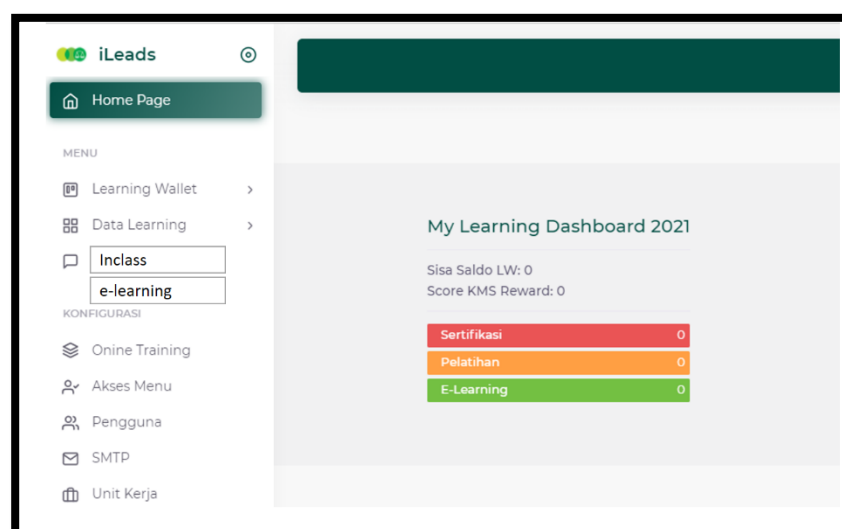 iLeads
Home Page
MENU
Learning Wallet
Data Learning
Inclass
e-learning
KONFIGURASI
Onine Training
Akses Menu
Pengguna
SMTP
Unit Kerja
My Learning Dashboard 2021
Sisa Saldo LW: 0
Score KMS Reward: 0
Sertifikasi 0
Pelatihan 0
E-Learning 0